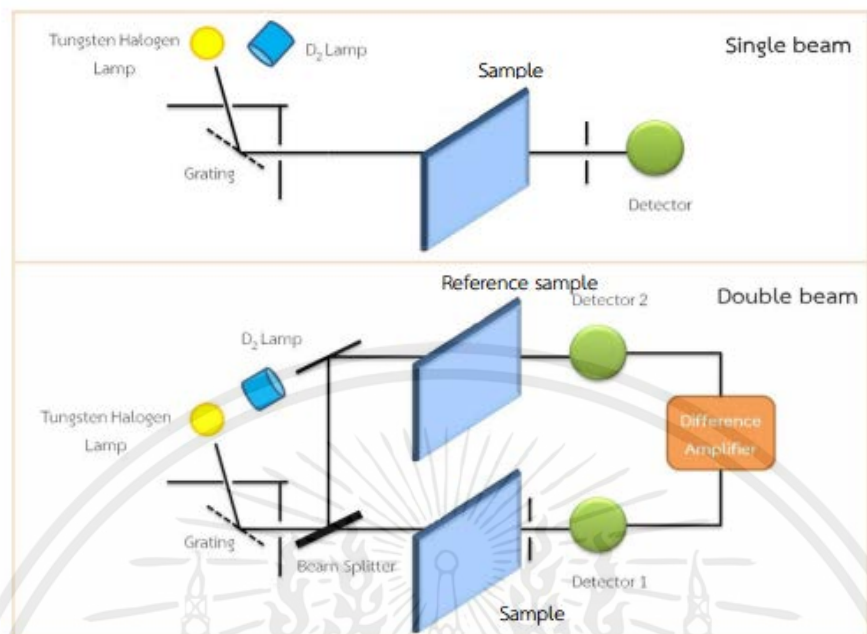 Tungsten Halogen
Lamp
D2 Lamp
Single beam
Sample
Grating
Detector
Reference sample
Detector 2
Double beam
D2 Lamp
Tungsten Halogen
Lamp
Difference
Amplifier
Grating
Beam Splitter
Detector 1
Sample